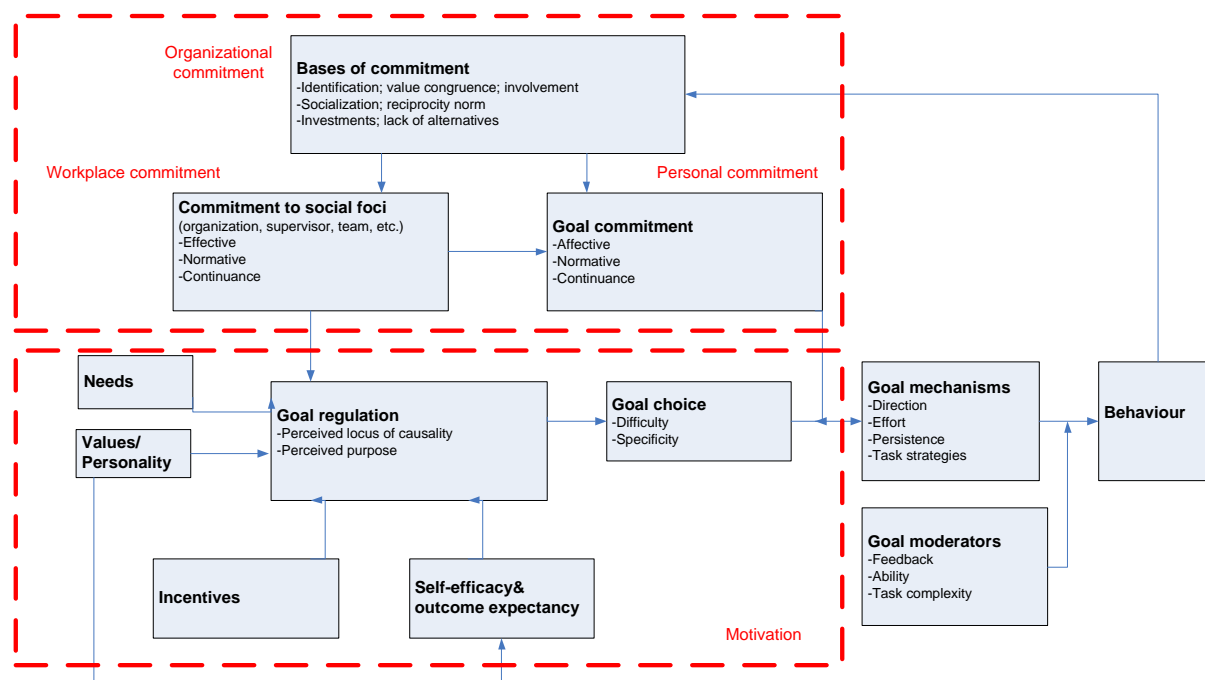 Organizational
commitment
Bases of commitment
-Identification; value congruence; involvement
-Socialization; reciprocity norm
-Investments; lack of alternatives
Workplace commitment
Personal commitment
Commitment to social foci
(organization, supervisor, team, etc.)
-Effective
-Normative
-Continuance
Goal commitment
-Affective
-Normative
-Continuance
Needs
Values/
Personality
Goal regulation
-Perceived locus of causality
-Perceived purpose
Goal choice
-Difficulty
-Specificity
Goal mechanisms
-Direction
-Effort
-Persistence
-Task strategies
Behaviour
Goal moderators
-Feedback
-Ability
-Task complexity
Incentives
Self-efficacy&
outcome expectancy
Motivation